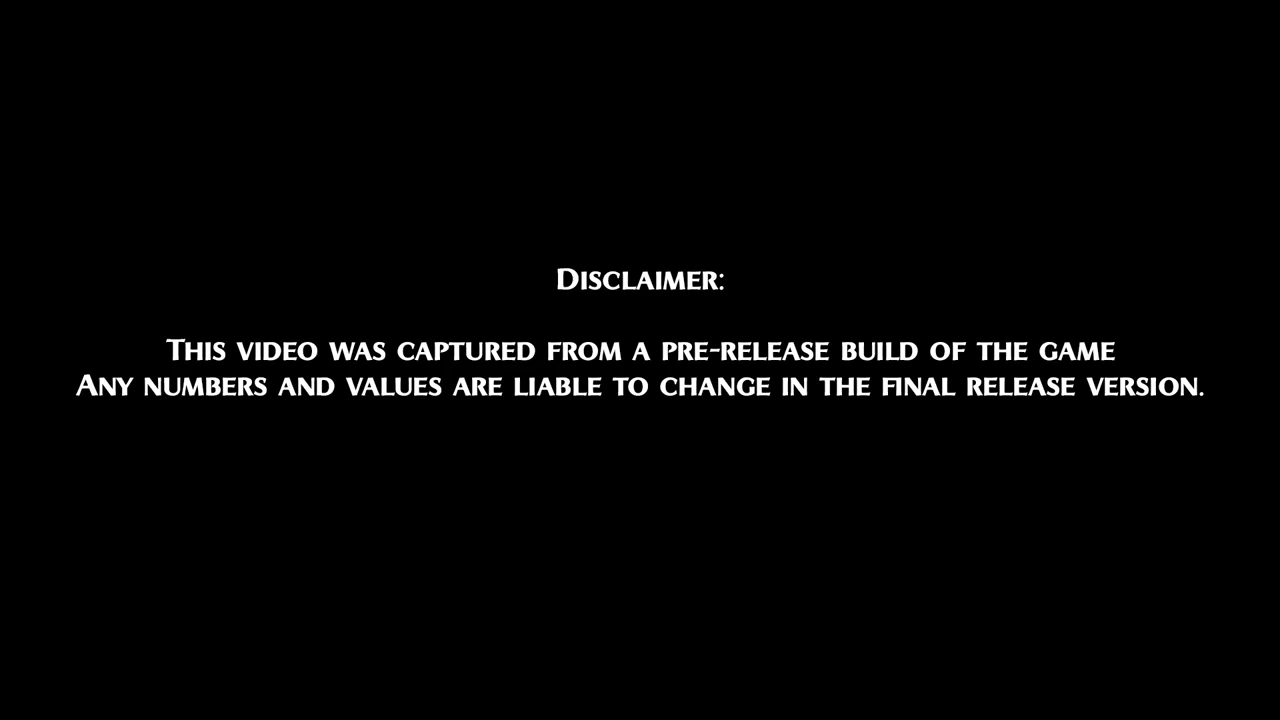 Disclaimer:
This video was captured from a pre-release build of the game
Any numbers and values are liable to change in the final release version.